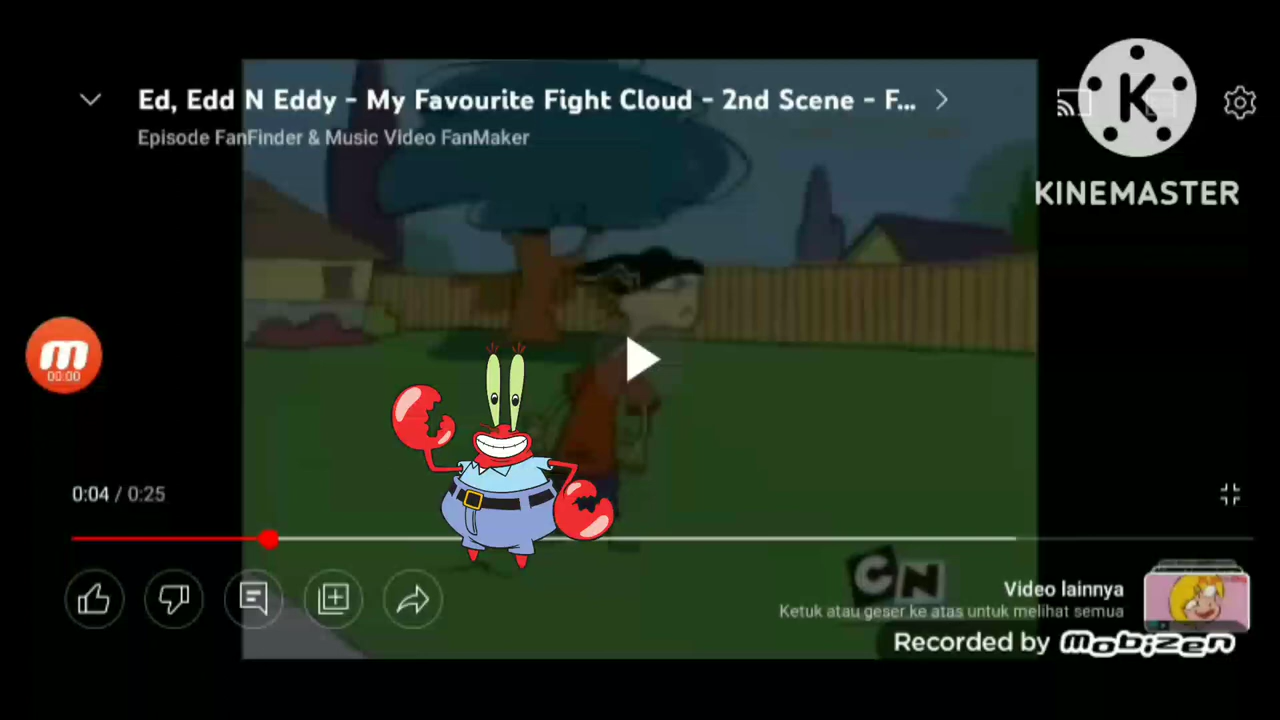 Ed, Edd N Eddy - My Favourite Fight Cloud - 2nd Scene - F...
Episode FanFinder & Music Video FanMaker
K
KINEMASTER
m
00:00
0:04 / 0:25
CN
Video lainnya
Ketuk atau geser ke atas untuk melihat semua
Recorded by mobizen